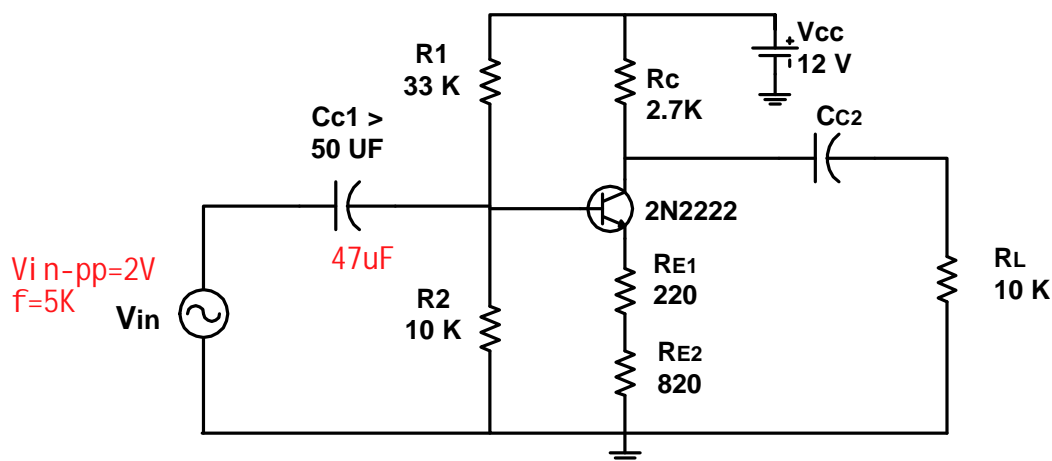 Vcc
12 V
R1
33 K
Rc
2.7K
Cc1 >
50 UF
CC2
2N2222
47uF
Vin-pp=2V
f=5K
Vin
R2
10 K
RE1
220
RL
10 K
RE2
820